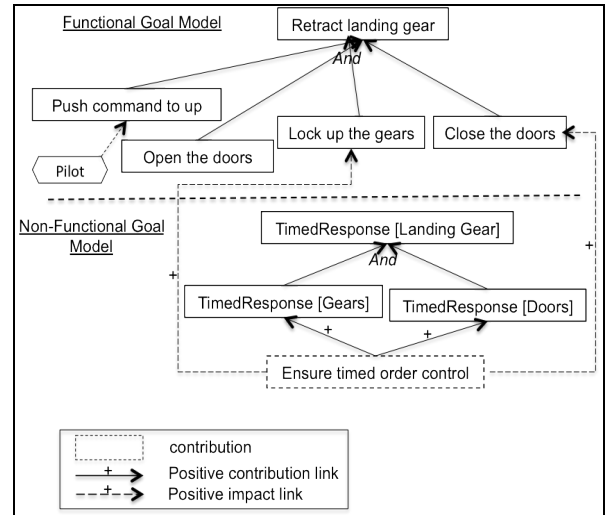 Functional Goal Model
Retract landing gear
And
Push command to up
Lock up the gears
Close the doors
Open the doors
Pilot
Non-Functional Goal
Model
TimedResponse [Landing Gear]
And
+
+
TimedResponse [Gears]
TimedResponse [Doors]
+
+
Ensure timed order control
contribution
+
Positive contribution link
+
Positive impact link